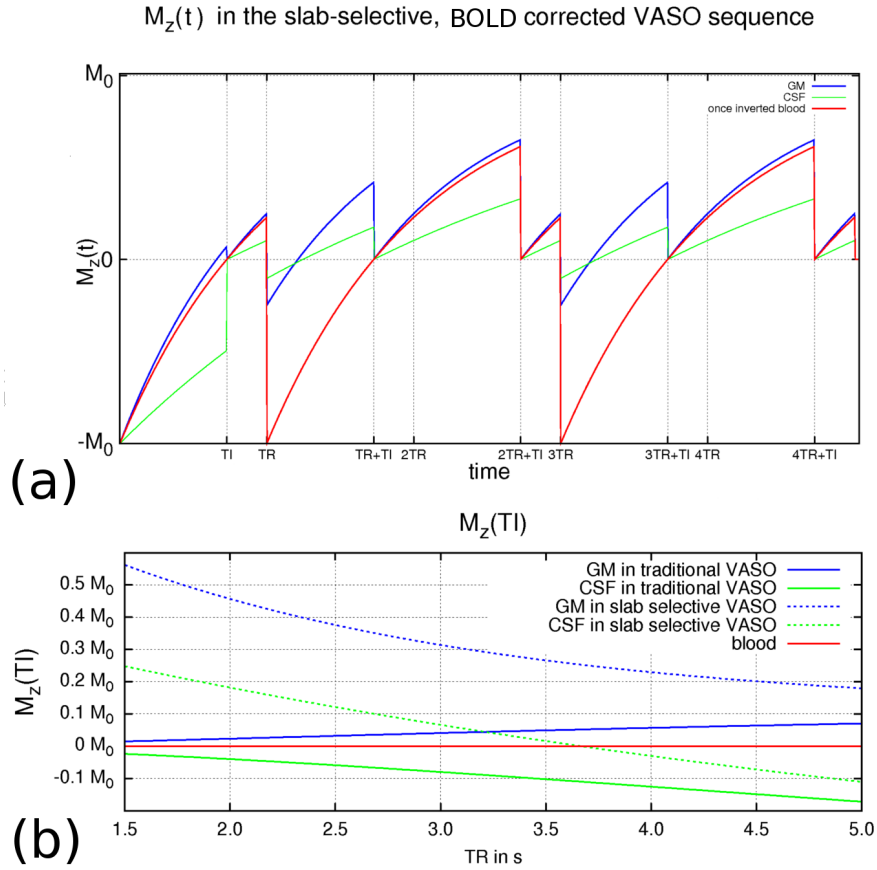 Mz(t) in the slab-selective, BOLD corrected VASO sequence
M0
GM
CSF
once inverted blood
Mz(t)
0
-M0
TI TR TR+TI 2TR 2TR+TI 3TR 3TR+TI 4TR 4TR+TI
time
(a)
Mz(TI)
GM in traditional VASO
CSF in traditional VASO
GM in slab selective VASO
CSF in slab selective VASO
blood
0.5 M0
0.4 M0
0.3 M0
0.2 M0
0.1 M0
0 M0
-0.1 M0
Mz(TI)
1.5 2.0 2.5 3.0 3.5 4.0 4.5 5.0
TR in s
(b)